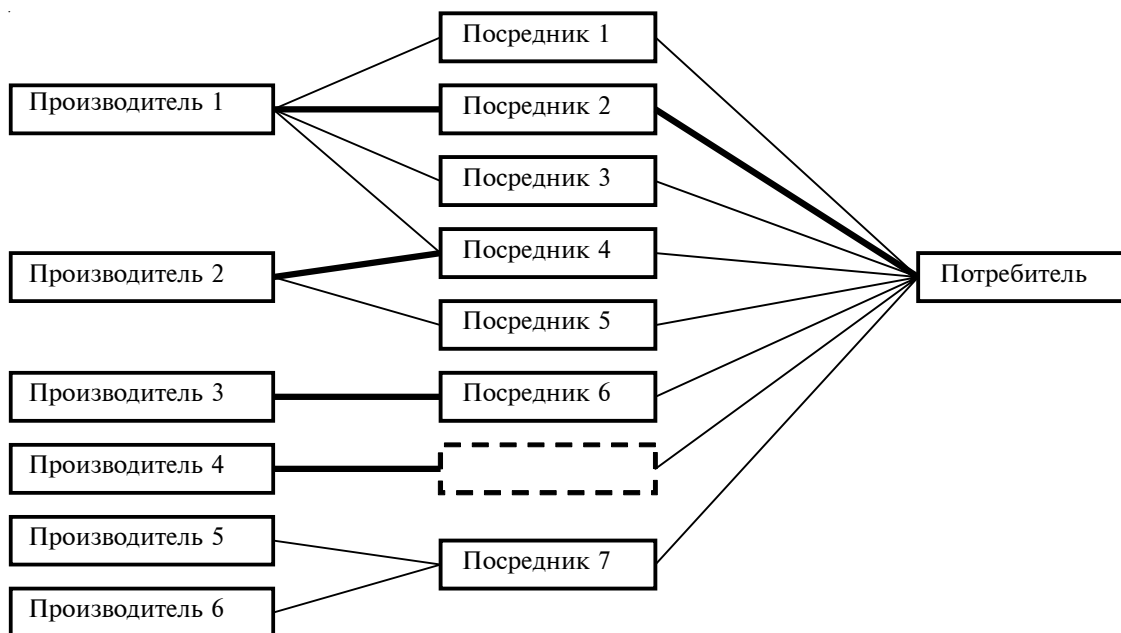 Посредник 1
Производитель 1
Посредник 2
Посредник 3
Посредник 4
Производитель 2
Потребитель
Посредник 5
Производитель 3
Посредник 6
Производитель 4
Производитель 5
Посредник 7
Производитель 6